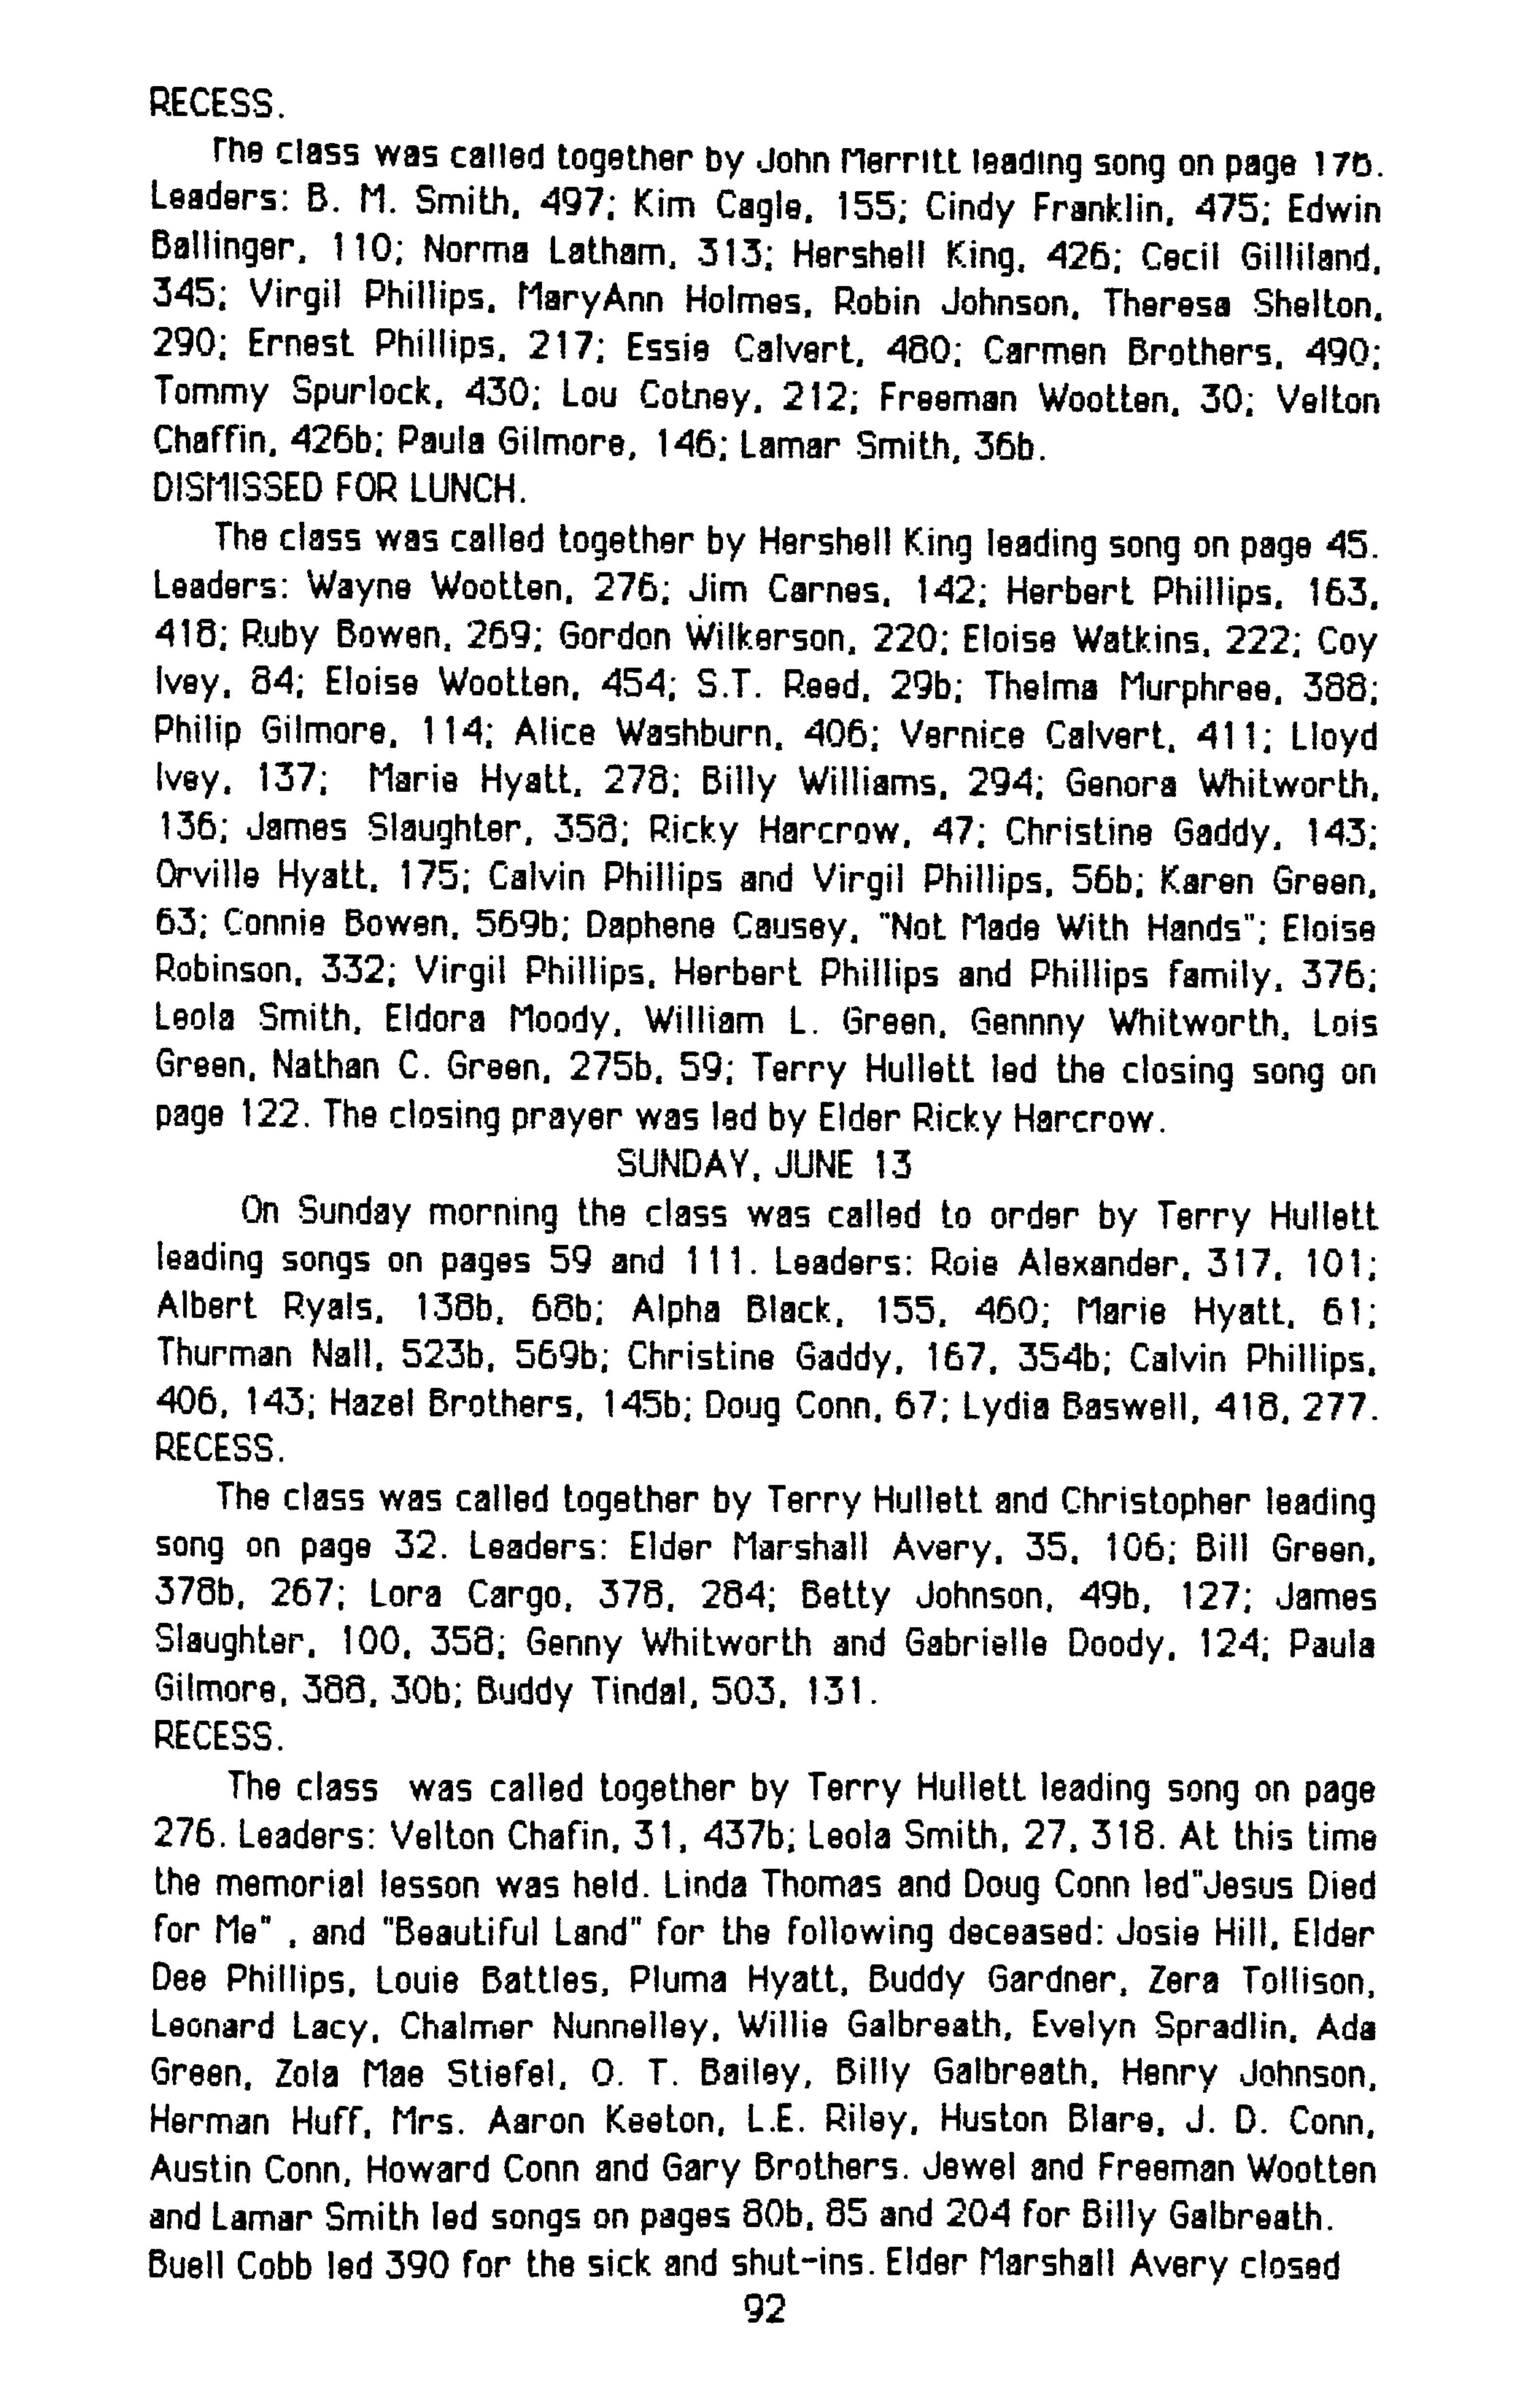 RECESS.
The class was called together by John Merritt leading song on page 176.
Leaders: B. M. Smith, 497; Kim Cagle, 155; Cindy Franklin, 475; Edwin
Ballinger, 110; Norma Latham, 313; Hershell King, 426; Cecil Gilliland,
345; Virgil Phillips, MaryAnn Holmes, Robin Johnson, Theresa Shelton,
290; Ernest Phillips, 217; Essie Calvert, 480; Carmen Brothers, 490;
Tommy Spurlock, 430; Lou Cotney, 212; Freeman Wootten, 30; Velton
Chaffin, 426b; Paula Gilmore, 146; Lamar Smith, 36b.
DISMISSED FOR LUNCH.
The class was called together by Hershell King leading song on page 45.
Leaders: Wayne Wootten, 276; Jim Carnes, 142; Herbert Phillips, 163,
418; Ruby Bowen, 269; Gordon Wilkerson, 220; Eloise Watkins, 222; Coy
Ivey, 84; Eloise Wootten, 454; S.T. Reed, 29b; Thelma Murphree, 388;
Philip Gilmore, 114; Alice Washburn, 406; Vernice Calvert, 411; Lloyd
Ivey, 137; Marie Hyatt, 278; Billy Williams, 294; Genora Whitworth,
136; James Slaughter, 358; Ricky Harcrow, 47; Christine Gaddy, 143;
Orville Hyatt, 175; Calvin Phillips and Virgil Phillips, 56b; Karen Green,
63; Connie Bowen, 569b; Daphene Causey, "Not Made With Hands"; Eloise
Robinson, 332; Virgil Phillips, Herbert Phillips and Phillips family, 376;
Leola Smith, Eldora Moody, William L. Green, Gennny Whitworth, Lois
Green, Nathan C. Green, 275b, 59; Terry Hullett led the closing song on
page 122. The closing prayer was led by Elder Ricky Harcrow.
SUNDAY, JUNE 13
On Sunday morning the class was called to order by Terry Hullett
leading songs on pages 59 and 111. Leaders: Roie Alexander, 317, 101;
Albert Ryals, 138b, 68b; Alpha Black, 155, 460; Marie Hyatt, 61;
Thurman Nall, 523b, 569b; Christine Gaddy, 167, 354b; Calvin Phillips,
406, 143; Hazel Brothers, 145b; Doug Conn, 67; Lydia Baswell, 418, 277.
RECESS.
The class was called together by Terry Hullett and Christopher leading
song on page 32. Leaders: Elder Marshall Avery, 35, 106; Bill Green,
378b, 267; Lora Cargo, 378, 284; Betty Johnson, 49b, 127; James
Slaughter, 100, 358; Genny Whitworth and Gabrielle Doody, 124; Paula
Gilmore, 388, 30b; Buddy Tindal, 503, 131.
RECESS.
The class was called together by Terry Hullett leading song on page
276. Leaders: Velton Chafin, 31, 437b; Leola Smith, 27, 318. At this time
the memorial lesson was held. Linda Thomas and Doug Conn led"Jesus Died
for Me" , and "Beautiful Land" for the following deceased: Josie Hill, Elder
Dee Phillips, Louie Battles, Pluma Hyatt, Buddy Gardner, Zera Tollison,
Leonard Lacy, Chalmer Nunnelley, Willie Galbreath, Evelyn Spradlin, Ada
Green, Zola Mae Stiefel, O. T. Bailey, Billy Galbreath, Henry Johnson,
Herman Huff, Mrs. Aaron Keeton, L.E. Riley, Huston Blare, J. D. Conn,
Austin Conn, Howard Conn and Gary Brothers. Jewel and Freeman Wootten
and Lamar Smith led songs on pages 80b, 85 and 204 for Billy Galbreath.
Buell Cobb led 390 for the sick and shut-ins. Elder Marshall Avery closed
92